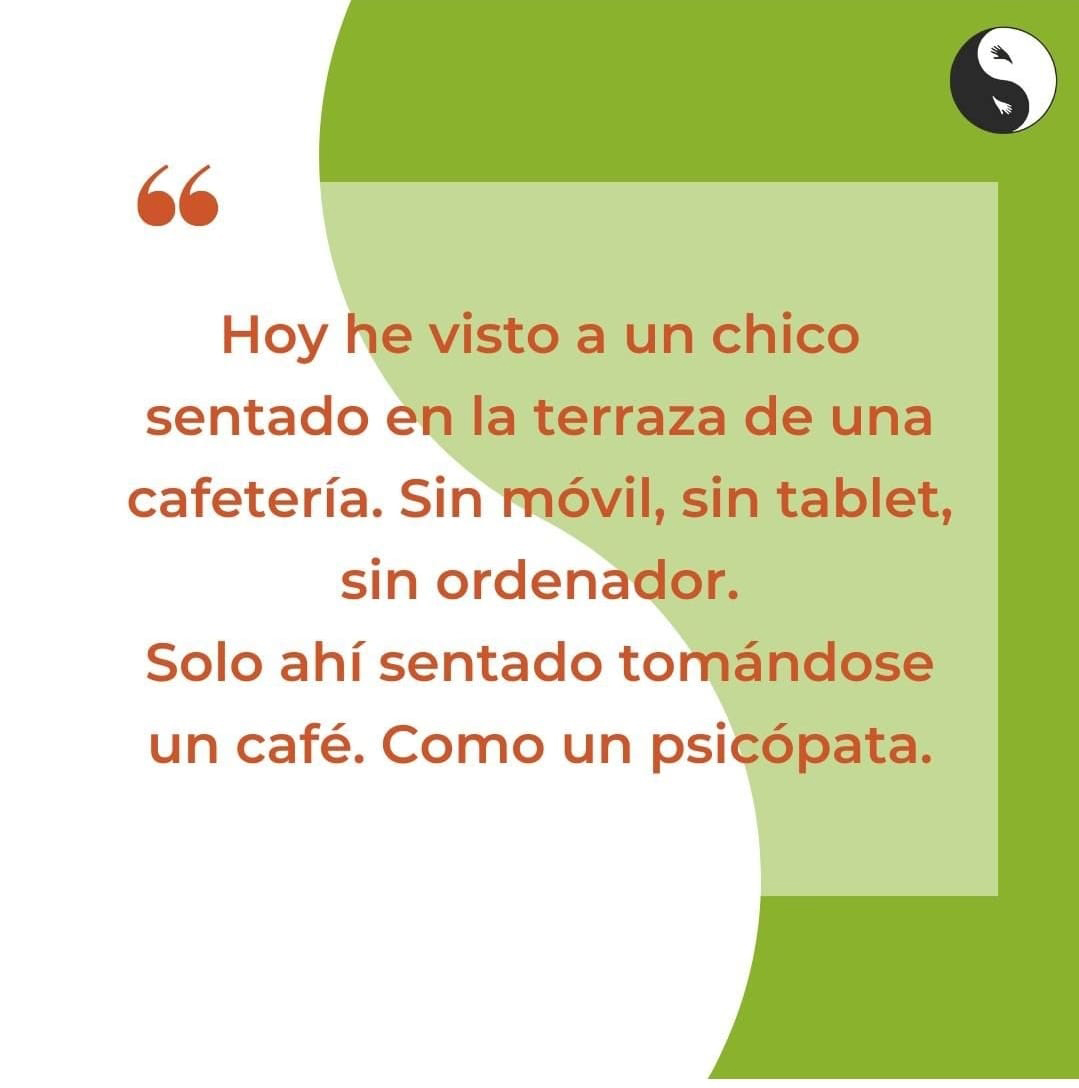 “
Hoy he visto a un chico
sentado en la terraza de una
cafetería. Sin móvil, sin tablet,
sin ordenador.
Solo ahí sentado tomándose
un café. Como un psicópata.